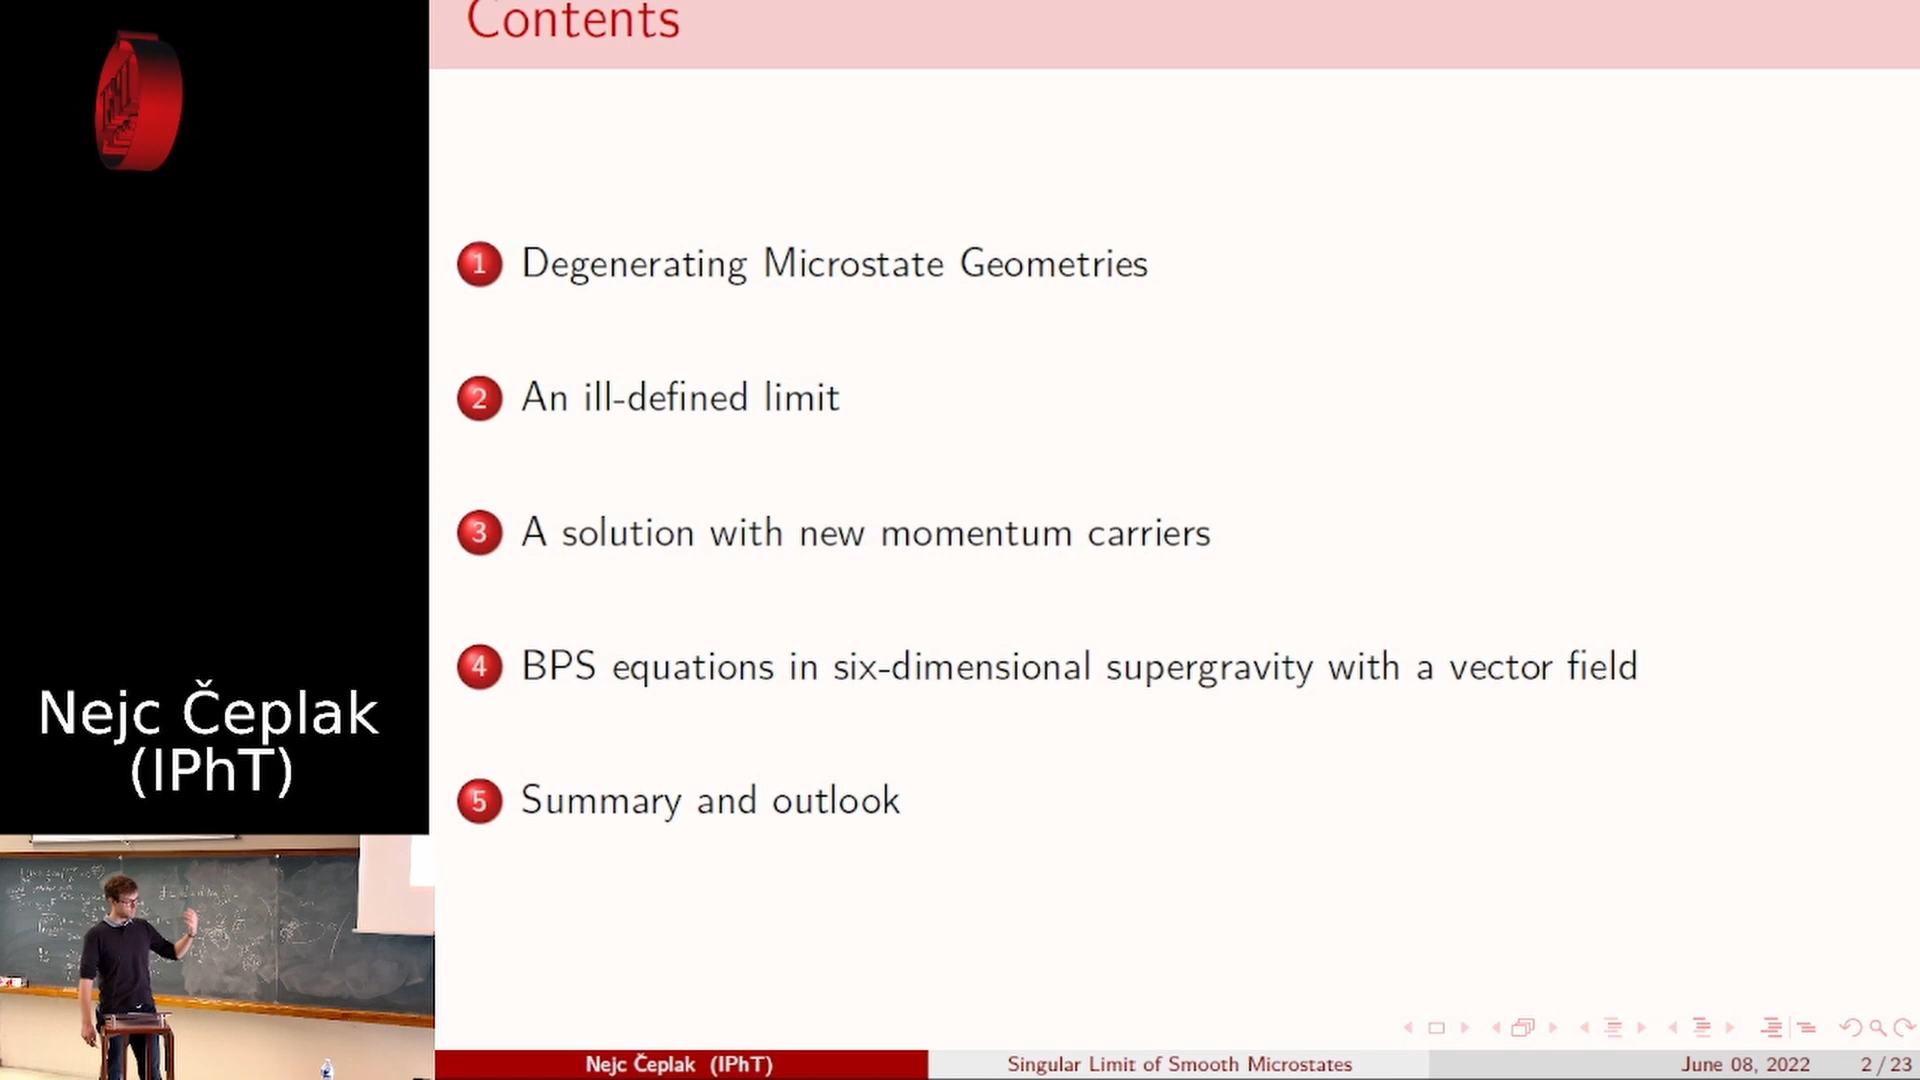 Contents
1 Degenerating Microstate Geometries
2 An ill-defined limit
3 A solution with new momentum carriers
4 BPS equations in six-dimensional supergravity with a vector field
5 Summary and outlook
Nejc Čeplak
(IPhT)
Nejc Čeplak (IPhT)
Singular Limit of Smooth Microstates
June 08, 2022
2 / 23